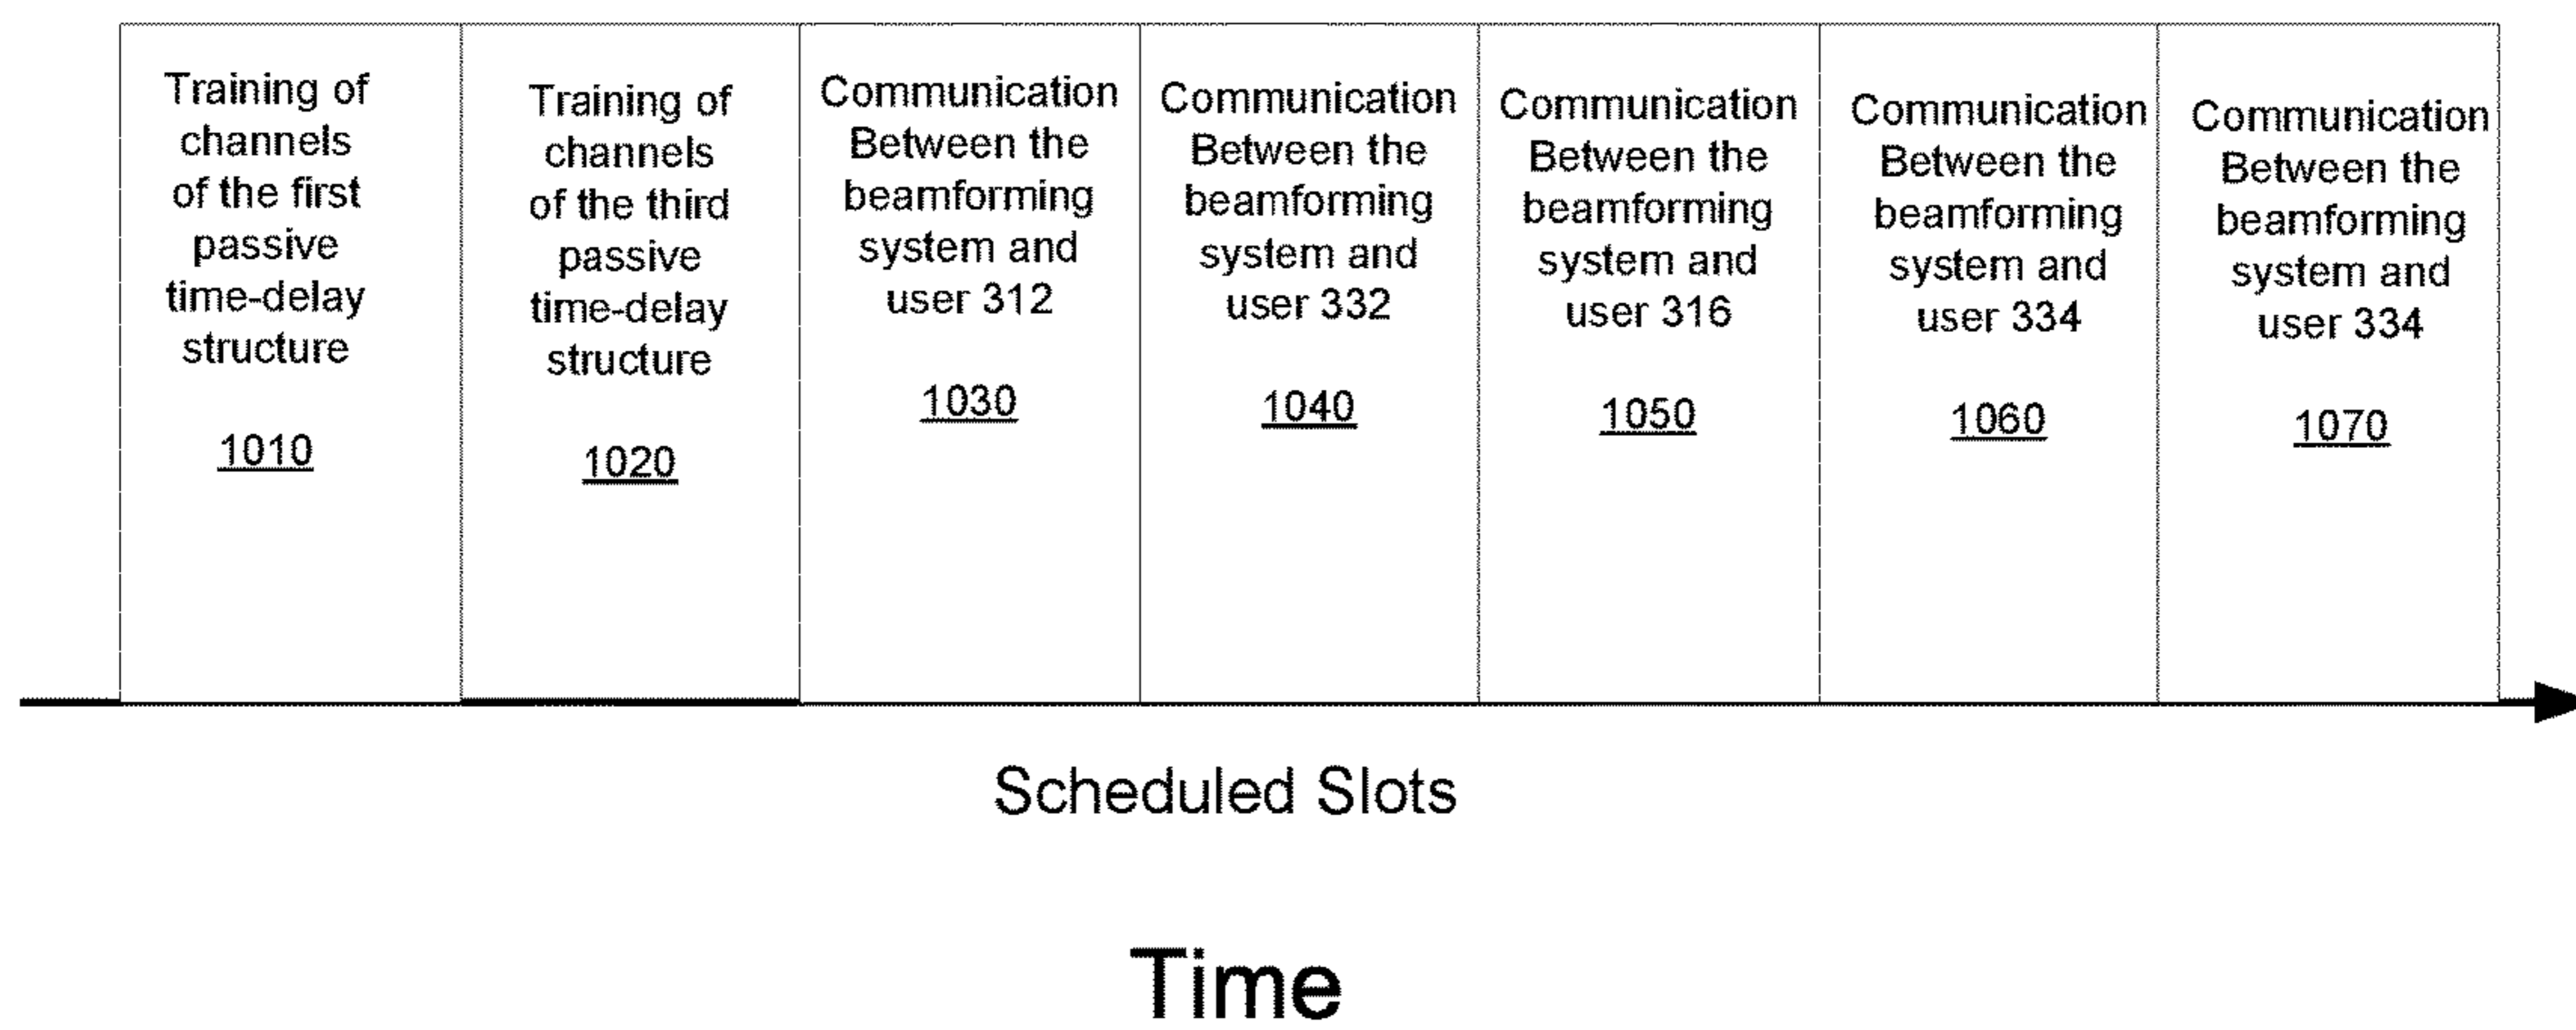 Training of
channels
of the first
passive
time-delay
structure
1010
Training of
channels
of the third
passive
time-delay
structure
1020
Communication
Between the
beamforming
system and
user 312
1030
Communication
Between the
beamforming
system and
user 332
1040
Communication
Between the
beamforming
system and
user 316
1050
Communication
Between the
beamforming
system and
user 334
1060
Communication
Between the
beamforming
system and
user 334
1070
Scheduled Slots
Time